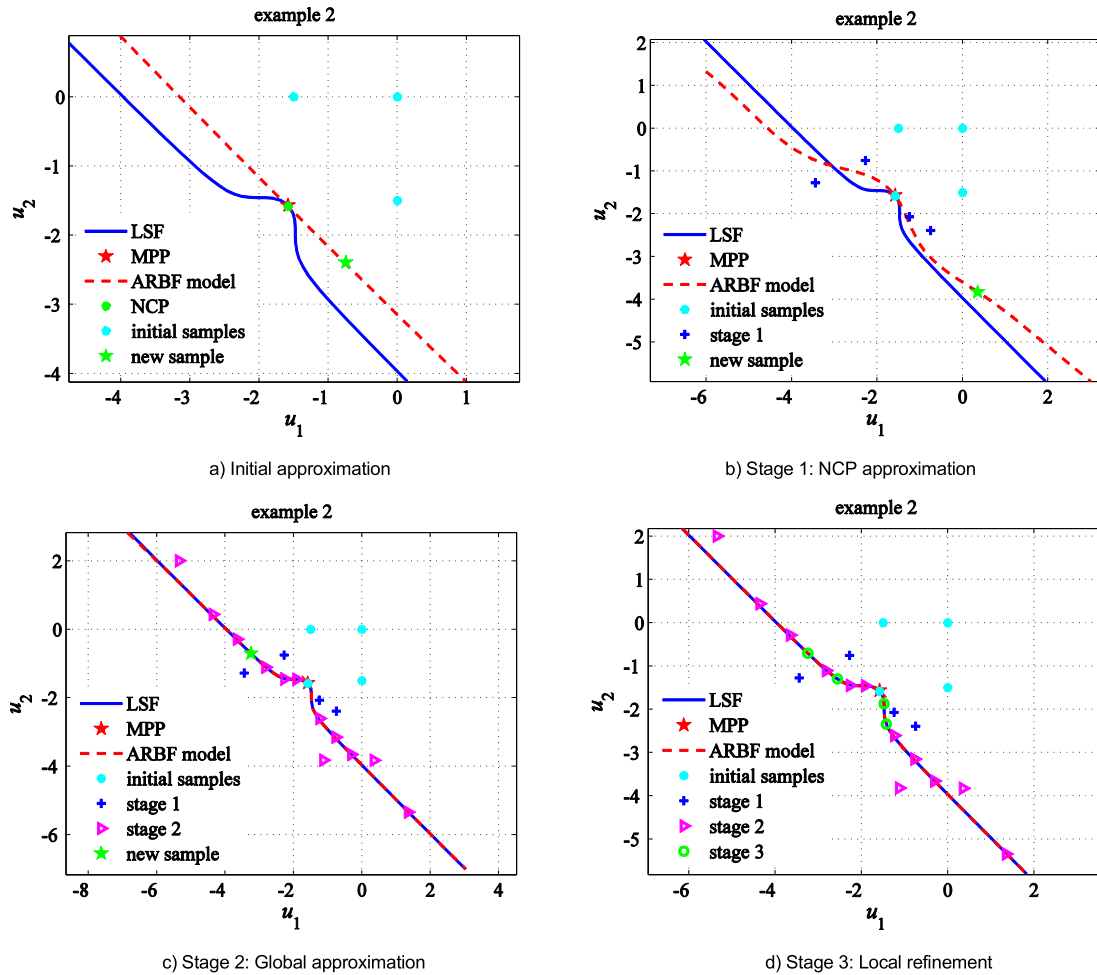 example 2
0
-1
-2
-3
-4
u2
LSF
MPP
ARBF model
NCP
initial samples
new sample
-4
-3
-2
-1
0
1
u1
a) Initial approximation
example 2
2
1
0
-1
-2
-3
-4
-5
u2
LSF
MPP
ARBF model
initial samples
stage 1
new sample
-6
-4
-2
0
2
u1
b) Stage 1: NCP approximation
example 2
2
0
-2
-4
-6
u2
LSF
MPP
ARBF model
initial samples
stage 1
stage 2
new sample
-8
-6
-4
-2
0
2
4
u1
c) Stage 2: Global approximation
example 2
2
1
0
-1
-2
-3
-4
-5
u2
LSF
MPP
ARBF model
initial samples
stage 1
stage 2
stage 3
-6
-4
-2
0
2
u1
d) Stage 3: Local refinement